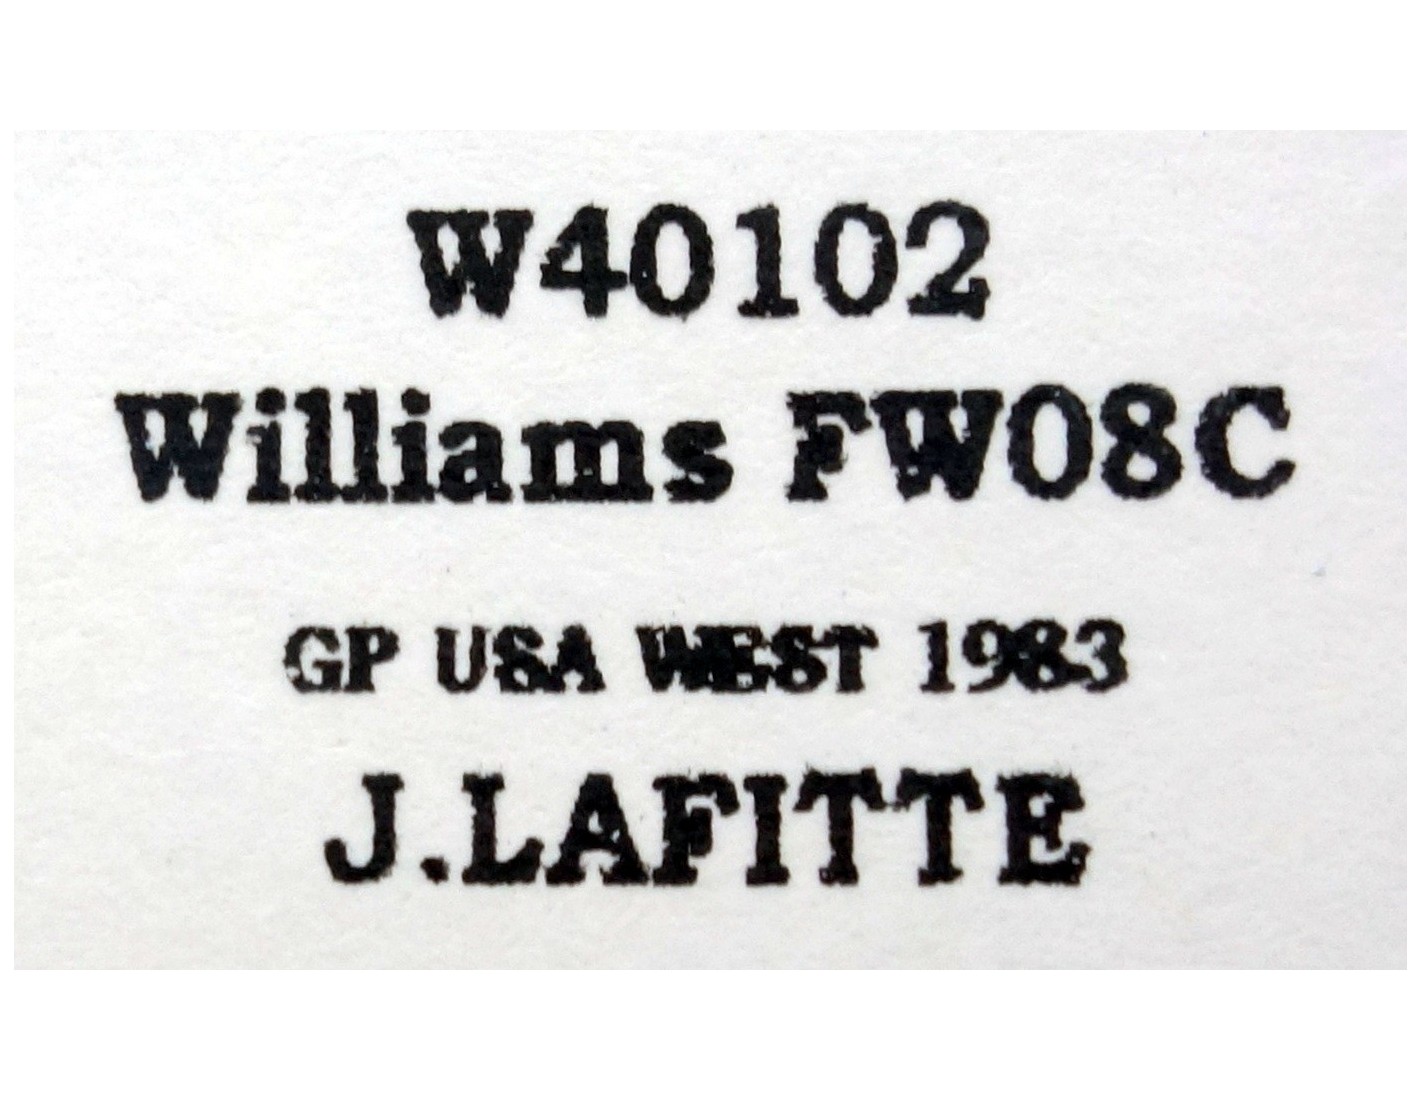 W40102
Williams FW08C
GP USA WEST 1983
J.LAFITTE